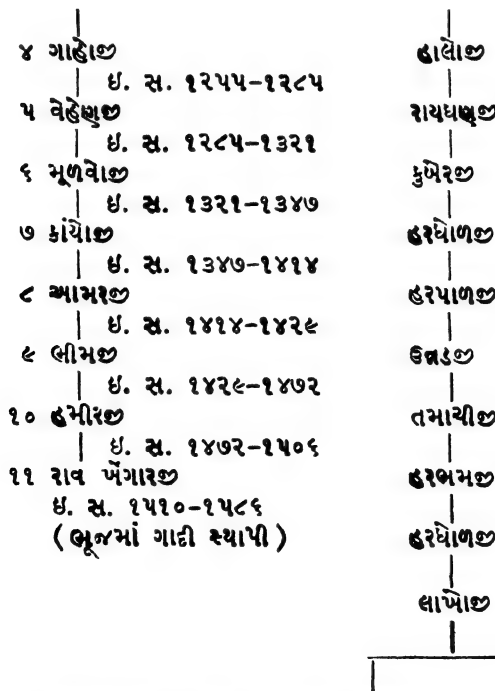 ૪ ગાહોજી
ઇ. સ. ૧૨૫૫-૧૨૮૫
૫ વેહેણજી
ઇ. સ. ૧૨૮૫-૧૩૨૧
૬ મૂળવોજી
ઇ. સ. ૧૩૨૧-૧૩૪૭
૭ કાંયોજી
ઇ. સ. ૧૩૪૭-૧૪૧૪
૮ આમરજી
ઇ. સ. ૧૪૧૪-૧૪૨૯
૯ ભીમજી
ઇ. સ. ૧૪૨૯-૧૪૭૨
૧૦ હમીરજી
ઇ. સ. ૧૪૭૨-૧૫૦૬
૧૧ રાવ ખેંગારજી
ઇ. સ. ૧૫૧૦-૧૫૮૬
(ભૂજમાં ગાદી સ્થાપી)
હાલોજી
રાયધણજી
કુબેરજી
હરધોળજી
હરપાળજી
ઉન્નડજી
તમાચીજી
હરભમજી
હરધોળજી
લાખોજી